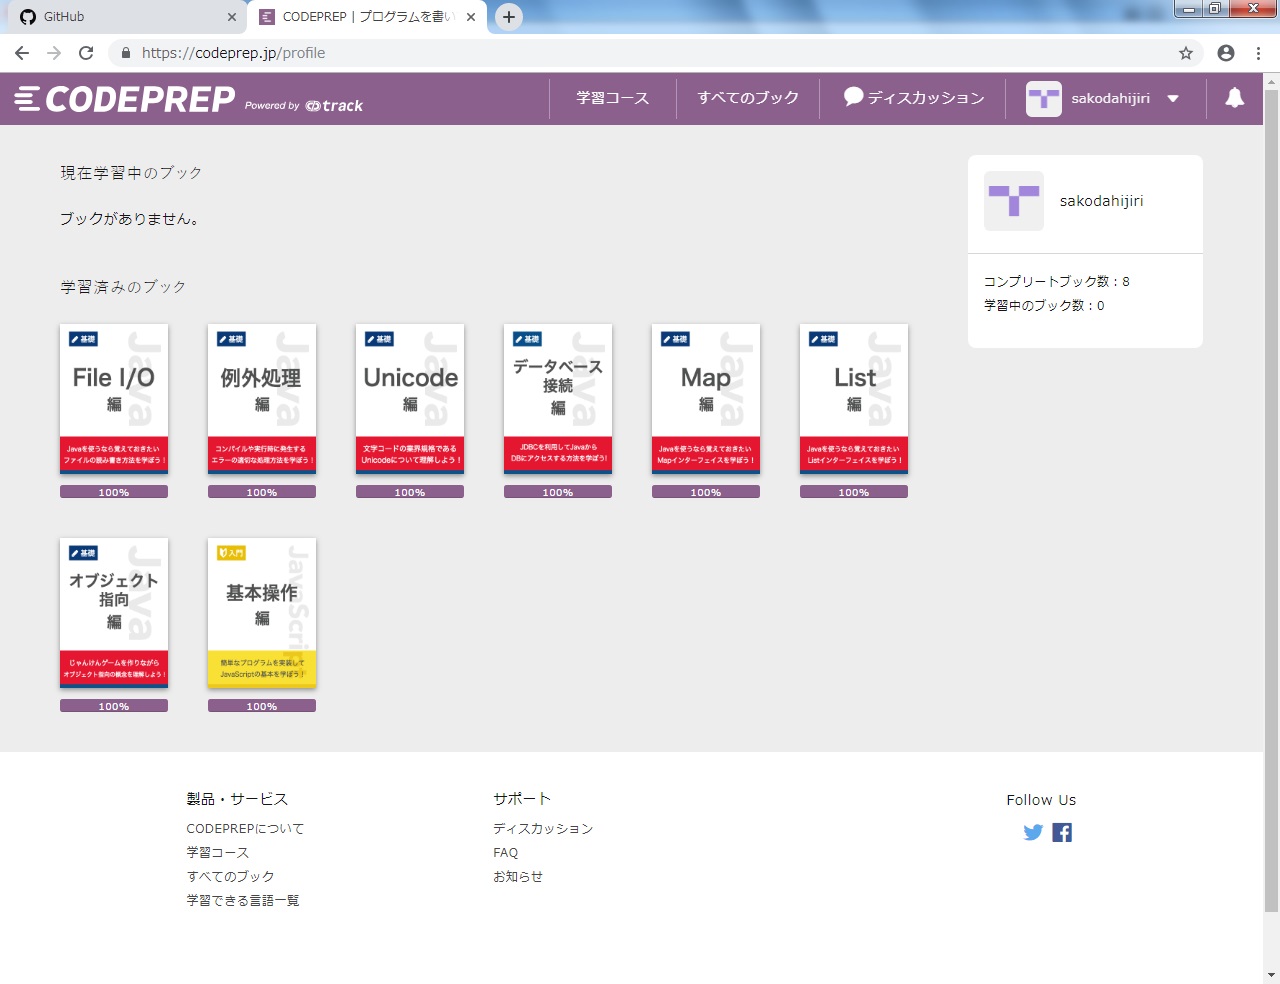 GitHub
CODEPREP | プログラムを書い
https://codeprep.jp/profile
CODEPREP Powered by track
学習コース
すべてのブック
ディスカッション
sakodahijiri
現在学習中のブック
ブックがありません。
sakodahijiri
コンプリートブック数：8
学習中のブック数：0
学習済みのブック
基礎
Java
File I/O
編
Javaを使うなら覚えておきたい
ファイルの読み書き方法を学ぼう！
100%
基礎
Java
例外処理
編
コンパイルや実行時に発生する
エラーの適切な処理方法を学ぼう！
100%
基礎
Java
Unicode
編
文字コードの業界規格である
Unicodeについて理解しよう！
100%
基礎
Java
データベース
接続
編
JDBCを利用してJavaから
DBにアクセスする方法を学ぼう！
100%
基礎
Java
Map
編
Javaを使うなら覚えておきたい
Mapインターフェイスを学ぼう！
100%
基礎
Java
List
編
Javaを使うなら覚えておきたい
Listインターフェイスを学ぼう！
100%
基礎
Java
オブジェクト
指向
編
じゃんけんゲームを作りながら
オブジェクト指向の概念を理解しよう！
100%
入門
JavaScript
基本操作
編
簡単なプログラムを実装して
JavaScriptの基本を学ぼう！
100%
製品・サービス
CODEPREPについて
学習コース
すべてのブック
学習できる言語一覧
サポート
ディスカッション
FAQ
お知らせ
Follow Us